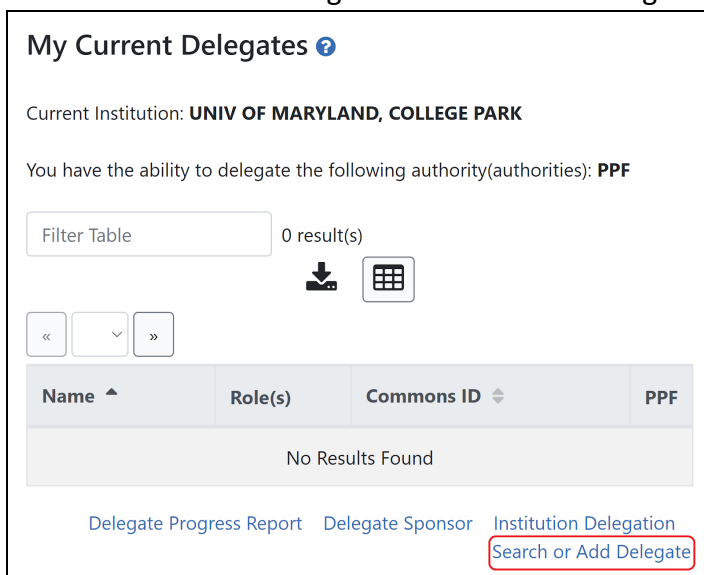 My Current Delegates ?
Current Institution: UNIV OF MARYLAND, COLLEGE PARK
You have the ability to delegate the following authority(authorities): PPF
Filter Table 0 result(s)
« »
Name Role(s) Commons ID PPF
No Results Found
Delegate Progress Report Delegate Sponsor Institution Delegation
Search or Add Delegate